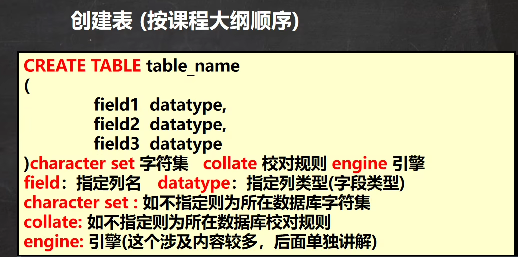 创建表 (按课程大纲顺序)
CREATE TABLE table_name
(
field1 datatype,
field2 datatype,
field3 datatype
)character set 字符集 collate 校对规则 engine 引擎
field：指定列名 datatype：指定列类型(字段类型)
character set : 如不指定则为所在数据库字符集
collate: 如不指定则为所在数据库校对规则
engine: 引擎(这个涉及内容较多，后面单独讲解)